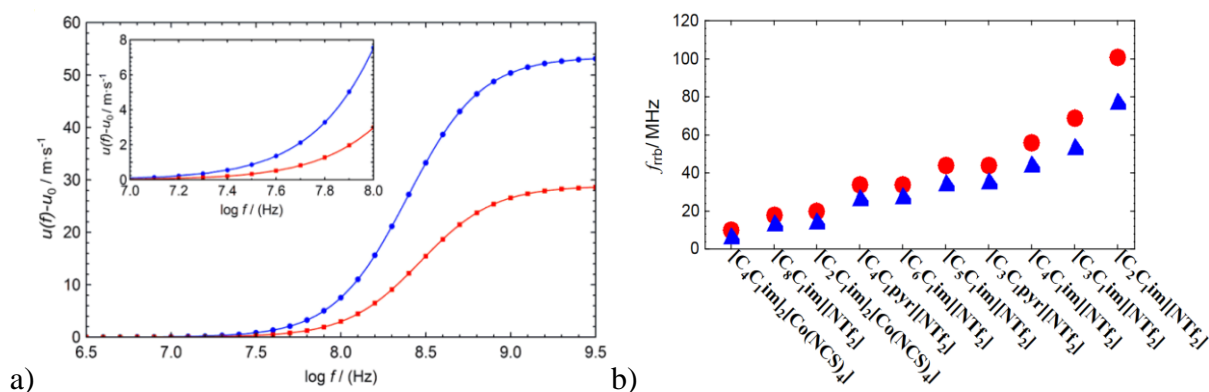 60
50
40
30
20
10
0
u(f)-u₀ / m·s⁻¹
8
6
4
2
0
u(f)-u₀ / m·s⁻¹
7.0 7.2 7.4 7.6 7.8 8.0
log f / (Hz)
6.5 7.0 7.5 8.0 8.5 9.0 9.5
log f / (Hz)
a)
120
100
80
60
40
20
0
f_rrb/ MHz
[C₄C₁im]₂[Co(NCS)₄]
[C₈C₁im][NTf₂]
[C₂C₁im]₂[Co(NCS)₄]
[C₄C₁pyr][NTf₂]
[C₆C₁im][NTf₂]
[C₅C₁im][NTf₂]
[C₃C₁pyr][NTf₂]
[C₄C₁im][NTf₂]
[C₃C₁im][NTf₂]
[C₂C₁im][NTf₂]
b)